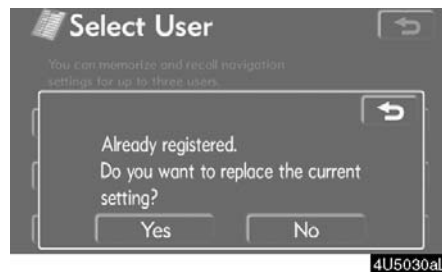 Select User
You can memorize and recall navigation
settings for up to three users.
Already registered.
Do you want to replace the current
setting?
Yes
No
4U5030aL